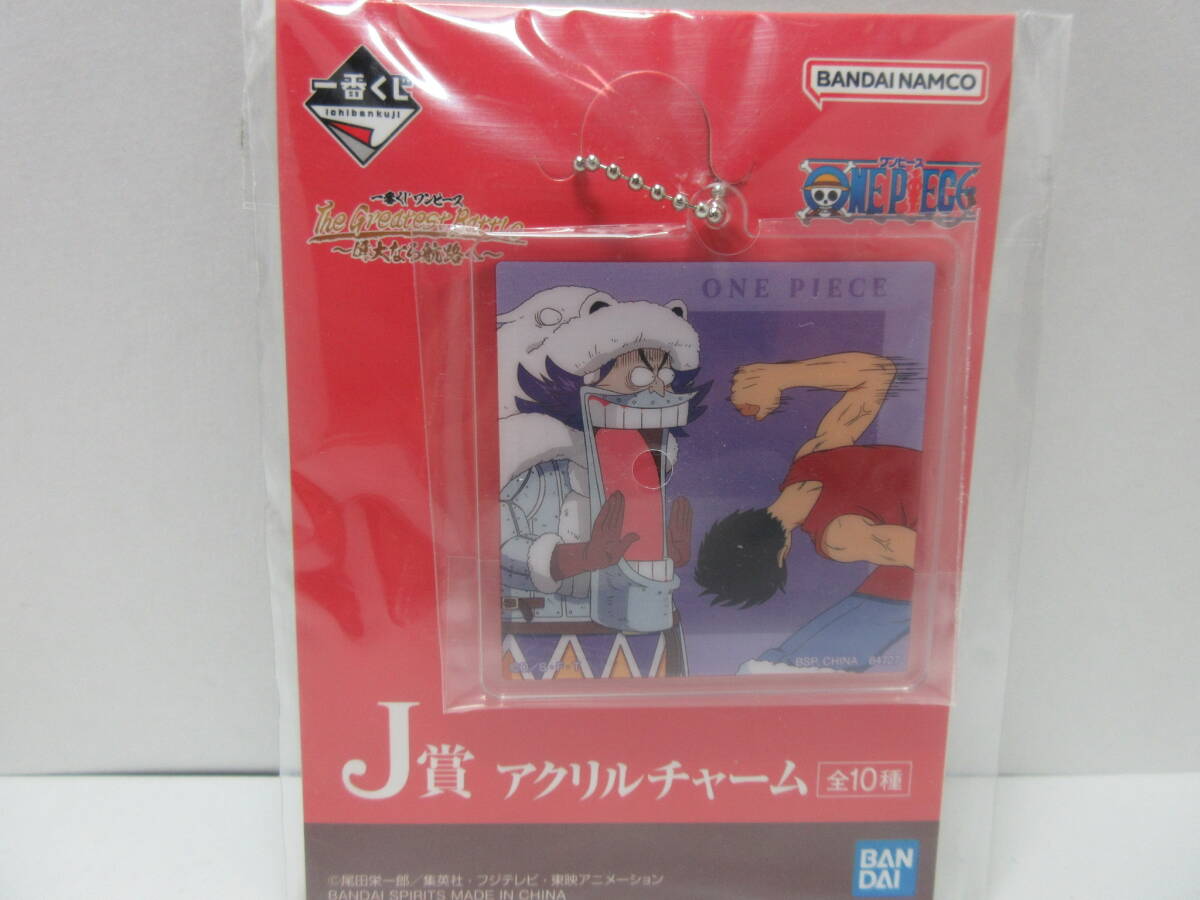 一番くじ
ichibankuji
BANDAI NAMCO
ワンピース
ONE PIECE
一番くじ ワンピース
The Greatest Battle
～偉大なる航路へ～
ONE PIECE
BSP CHINA 84727
J賞 アクリルチャーム 全10種
©尾田栄一郎／集英社・フジテレビ・東映アニメーション
BANDAI SPIRITS MADE IN CHINA
BAN
DAI